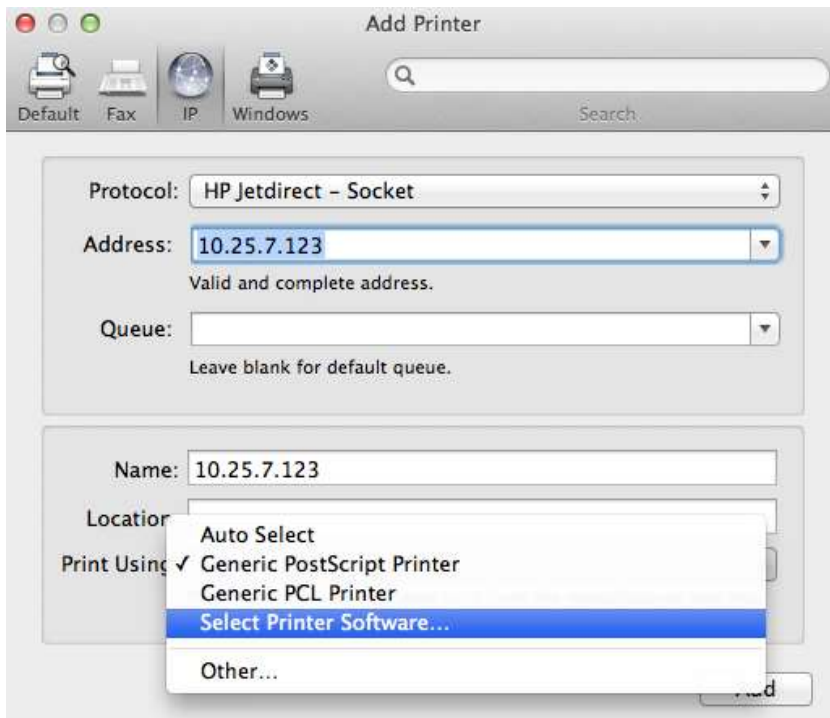 Add Printer
Default Fax IP Windows Search
Protocol: HP Jetdirect – Socket
Address: 10.25.7.123
Valid and complete address.
Queue:
Leave blank for default queue.
Name: 10.25.7.123
Location
Auto Select
Print Using ✓ Generic PostScript Printer
Generic PCL Printer
Select Printer Software...
Other...